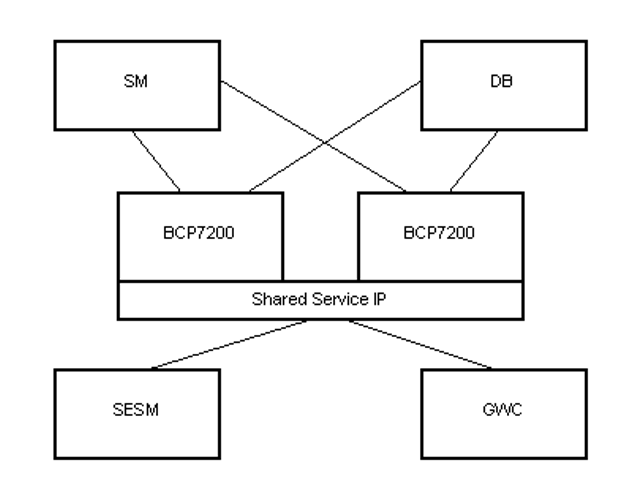 SM
DB
BCP7200
BCP7200
Shared Service IP
SESM
GWC